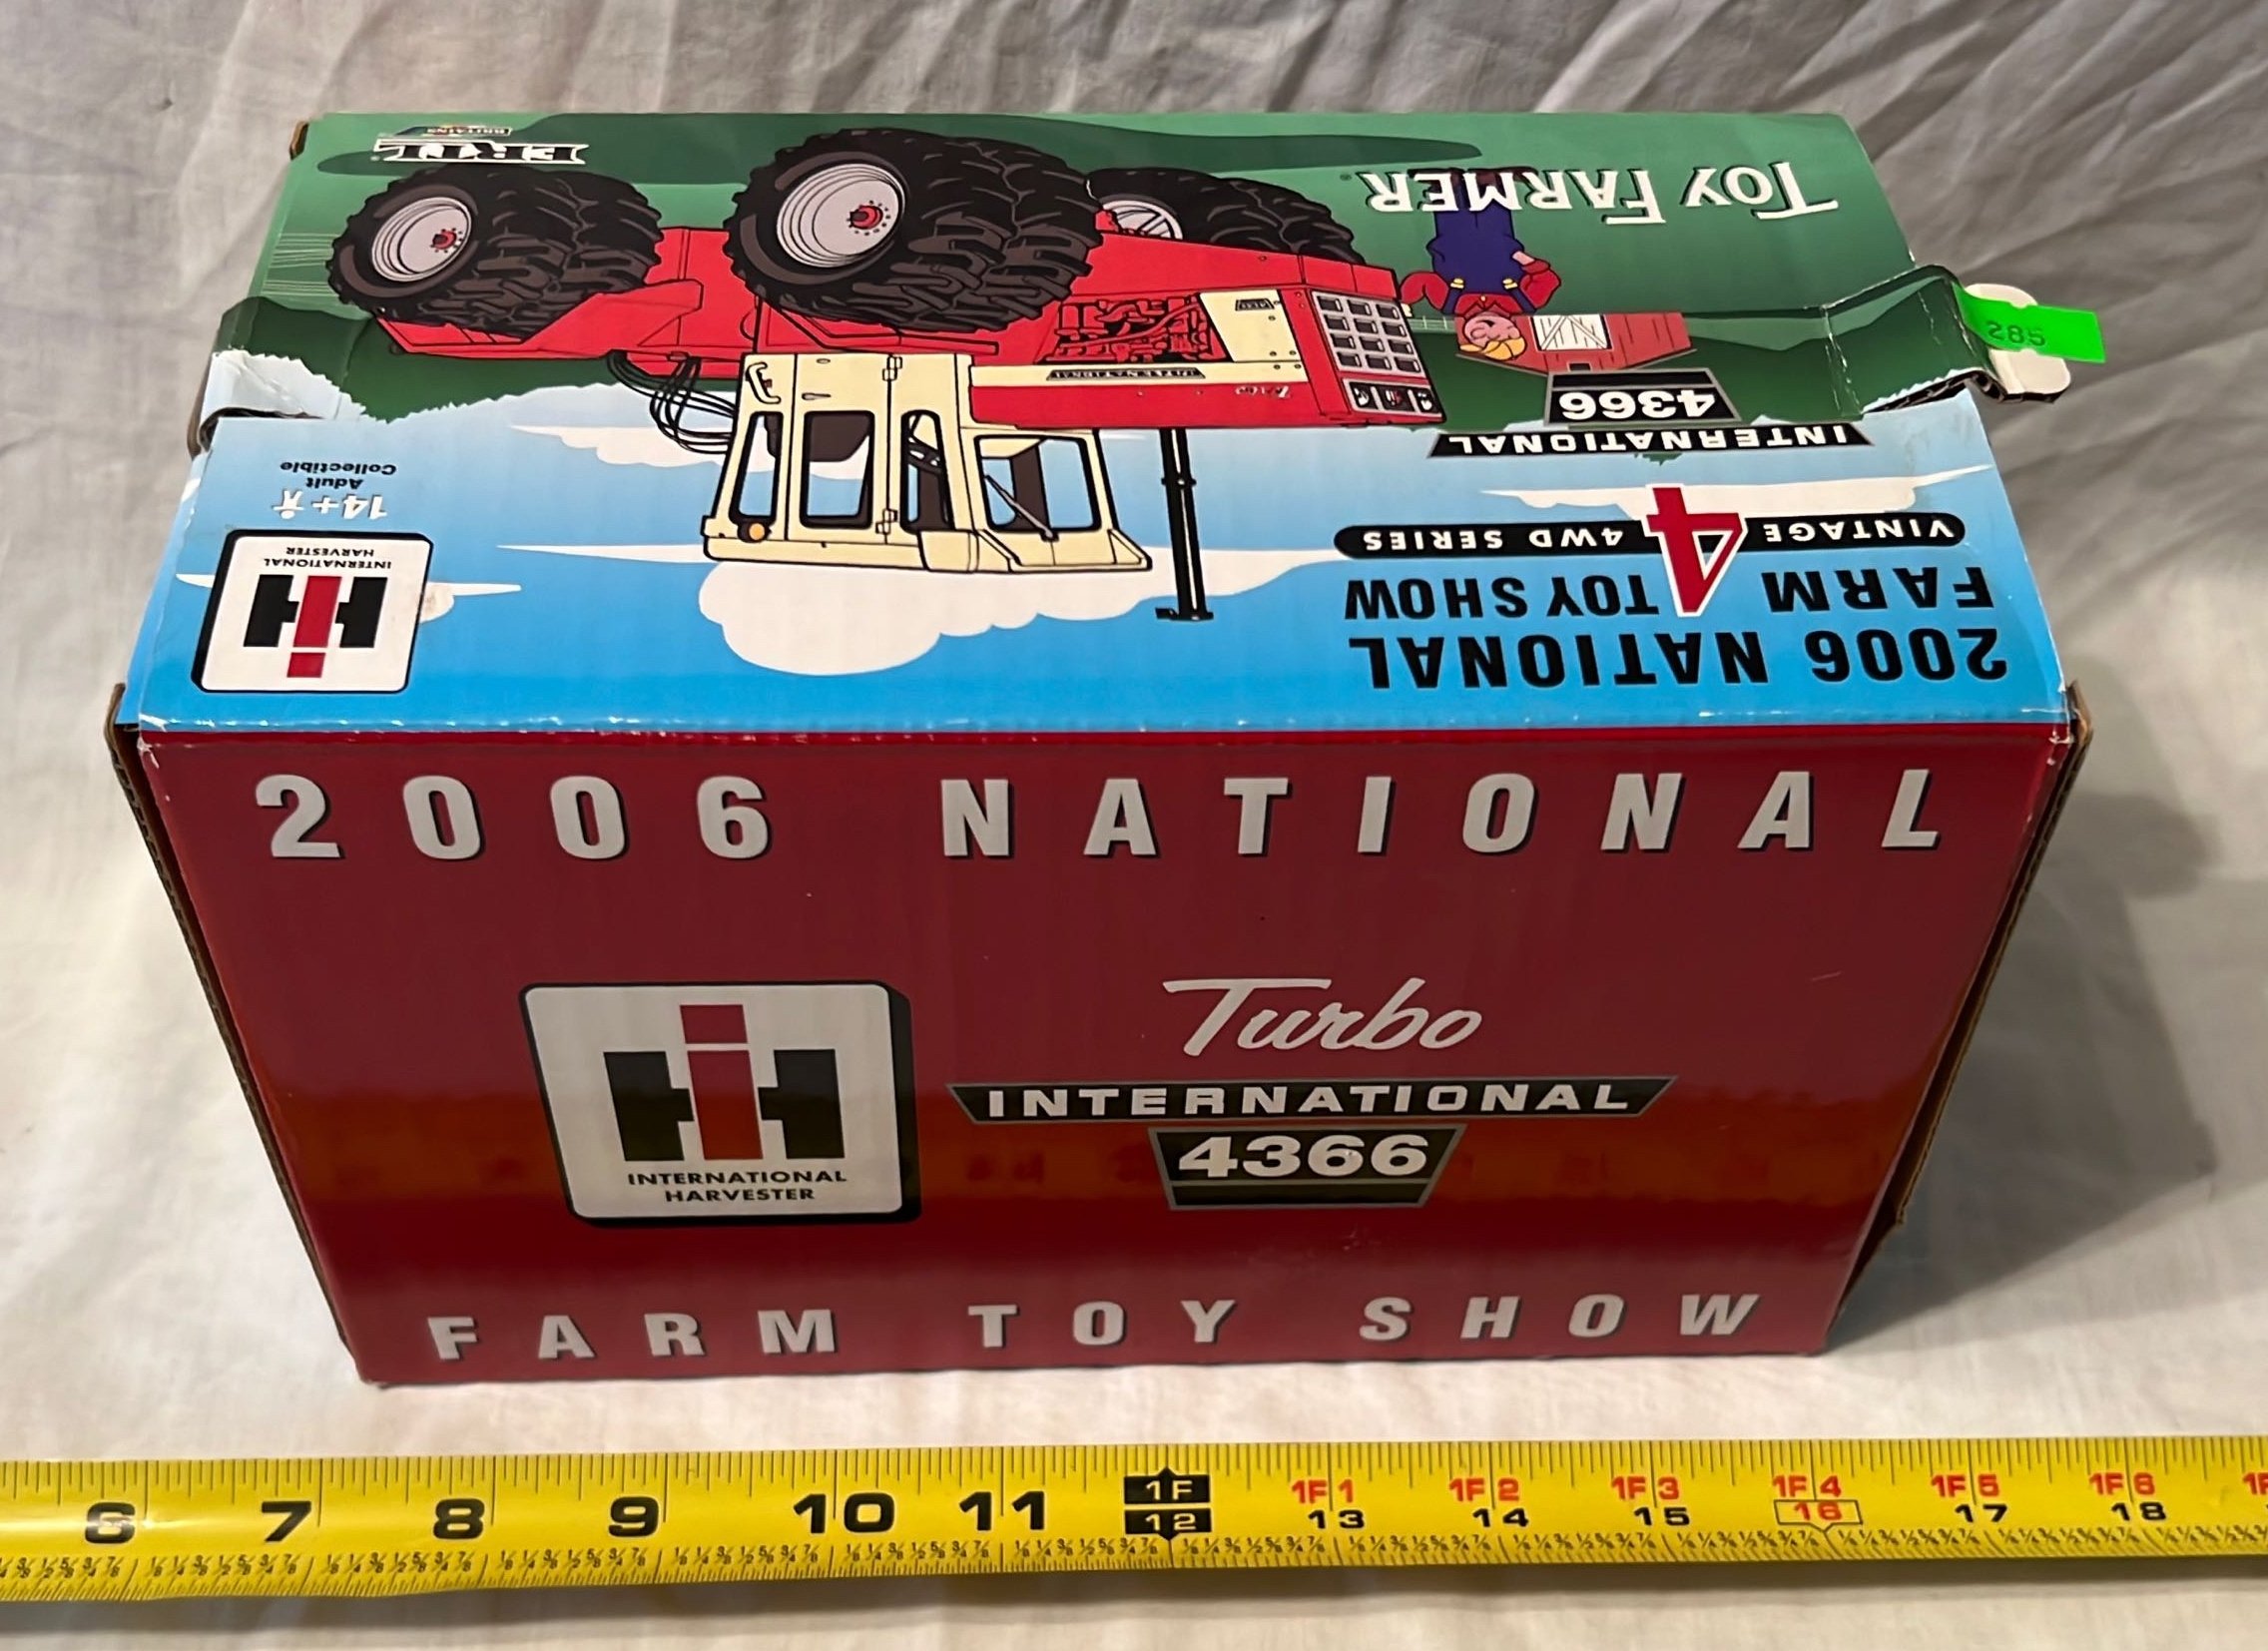 ERTL
BRITAINS
TOY FARMER®
285
4366
INTERNATIONAL
VINTAGE 4 4WD SERIES
2006 NATIONAL
FARM TOY SHOW
14+
Adult
Collectible
INTERNATIONAL
HARVESTER
INTERNATIONAL
2006 NATIONAL
INTERNATIONAL
HARVESTER
Turbo
INTERNATIONAL
4366
FARM TOY SHOW
6 7 8 9 10 11 1F 1F1 1F2 1F3 1F4 1F5 1F6
12 13 14 15 16 17 18